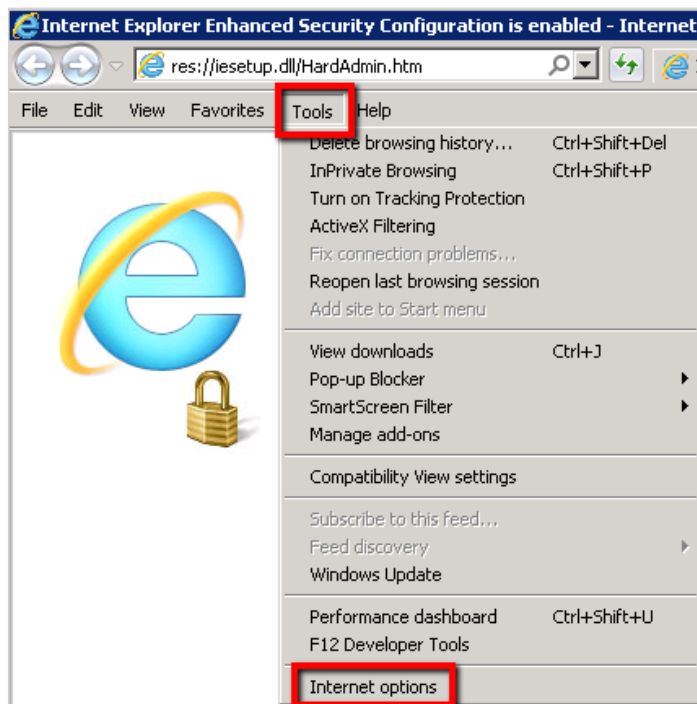 Internet Explorer Enhanced Security Configuration is enabled - Internet
res://iesetup.dll/HardAdmin.htm
File Edit View Favorites Tools Help
Delete browsing history... Ctrl+Shift+Del
InPrivate Browsing Ctrl+Shift+P
Turn on Tracking Protection
ActiveX Filtering
Fix connection problems...
Reopen last browsing session
Add site to Start menu
View downloads Ctrl+J
Pop-up Blocker
SmartScreen Filter
Manage add-ons
Compatibility View settings
Subscribe to this feed...
Feed discovery
Windows Update
Performance dashboard Ctrl+Shift+U
F12 Developer Tools
Internet options